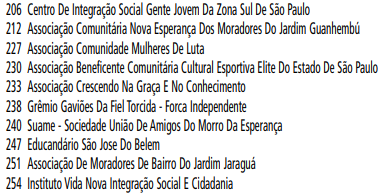 206 Centro De Integração Social Gente Jovem Da Zona Sul De São Paulo
212 Associação Comunitária Nova Esperança Dos Moradores Do Jardim Guanhembú
227 Associação Comunidade Mulheres De Luta
230 Associação Beneficente Comunitária Cultural Esportiva Elite Do Estado De São Paulo
233 Associação Crescendo Na Graça E No Conhecimento
238 Grêmio Gaviões Da Fiel Torcida - Forca Independente
240 Suame - Sociedade União De Amigos Do Morro Da Esperança
247 Educandário São Jose Do Belem
251 Associação De Moradores De Bairro Do Jardim Jaraguá
254 Instituto Vida Nova Integração Social E Cidadania